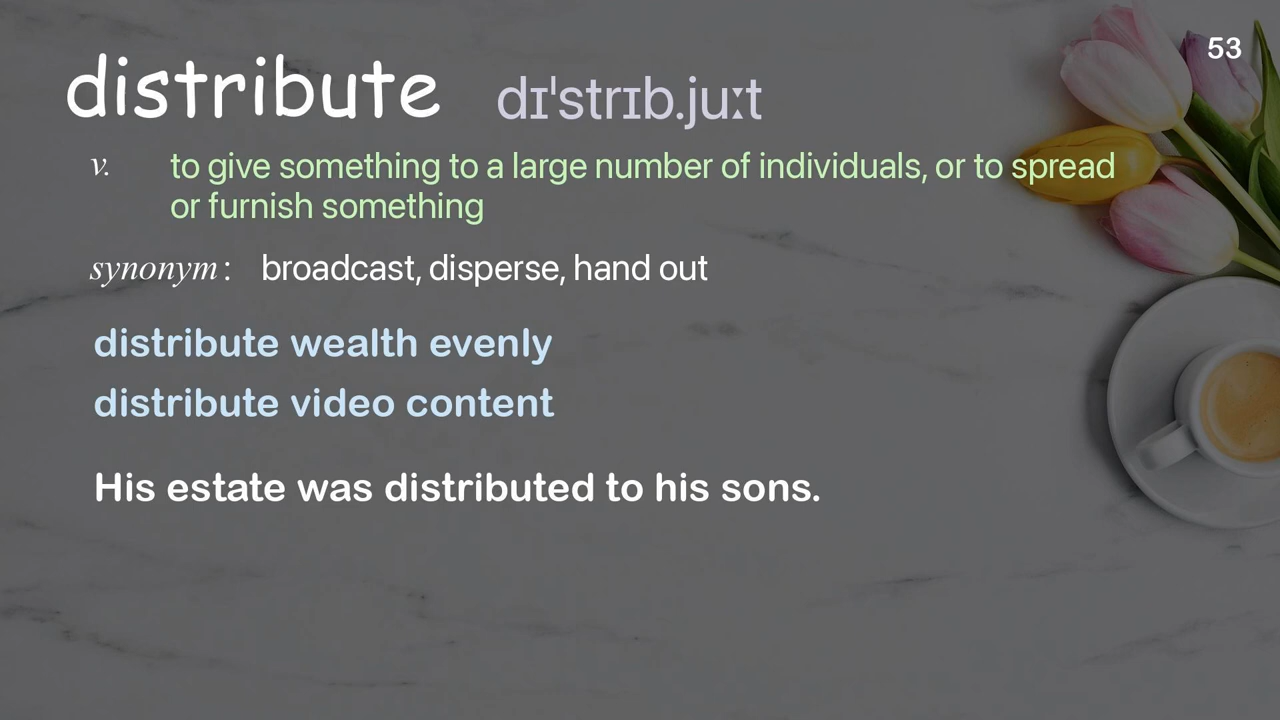 53
distribute dɪˈstrɪb.juːt
v. to give something to a large number of individuals, or to spread
or furnish something
synonym : broadcast, disperse, hand out
distribute wealth evenly
distribute video content
His estate was distributed to his sons.